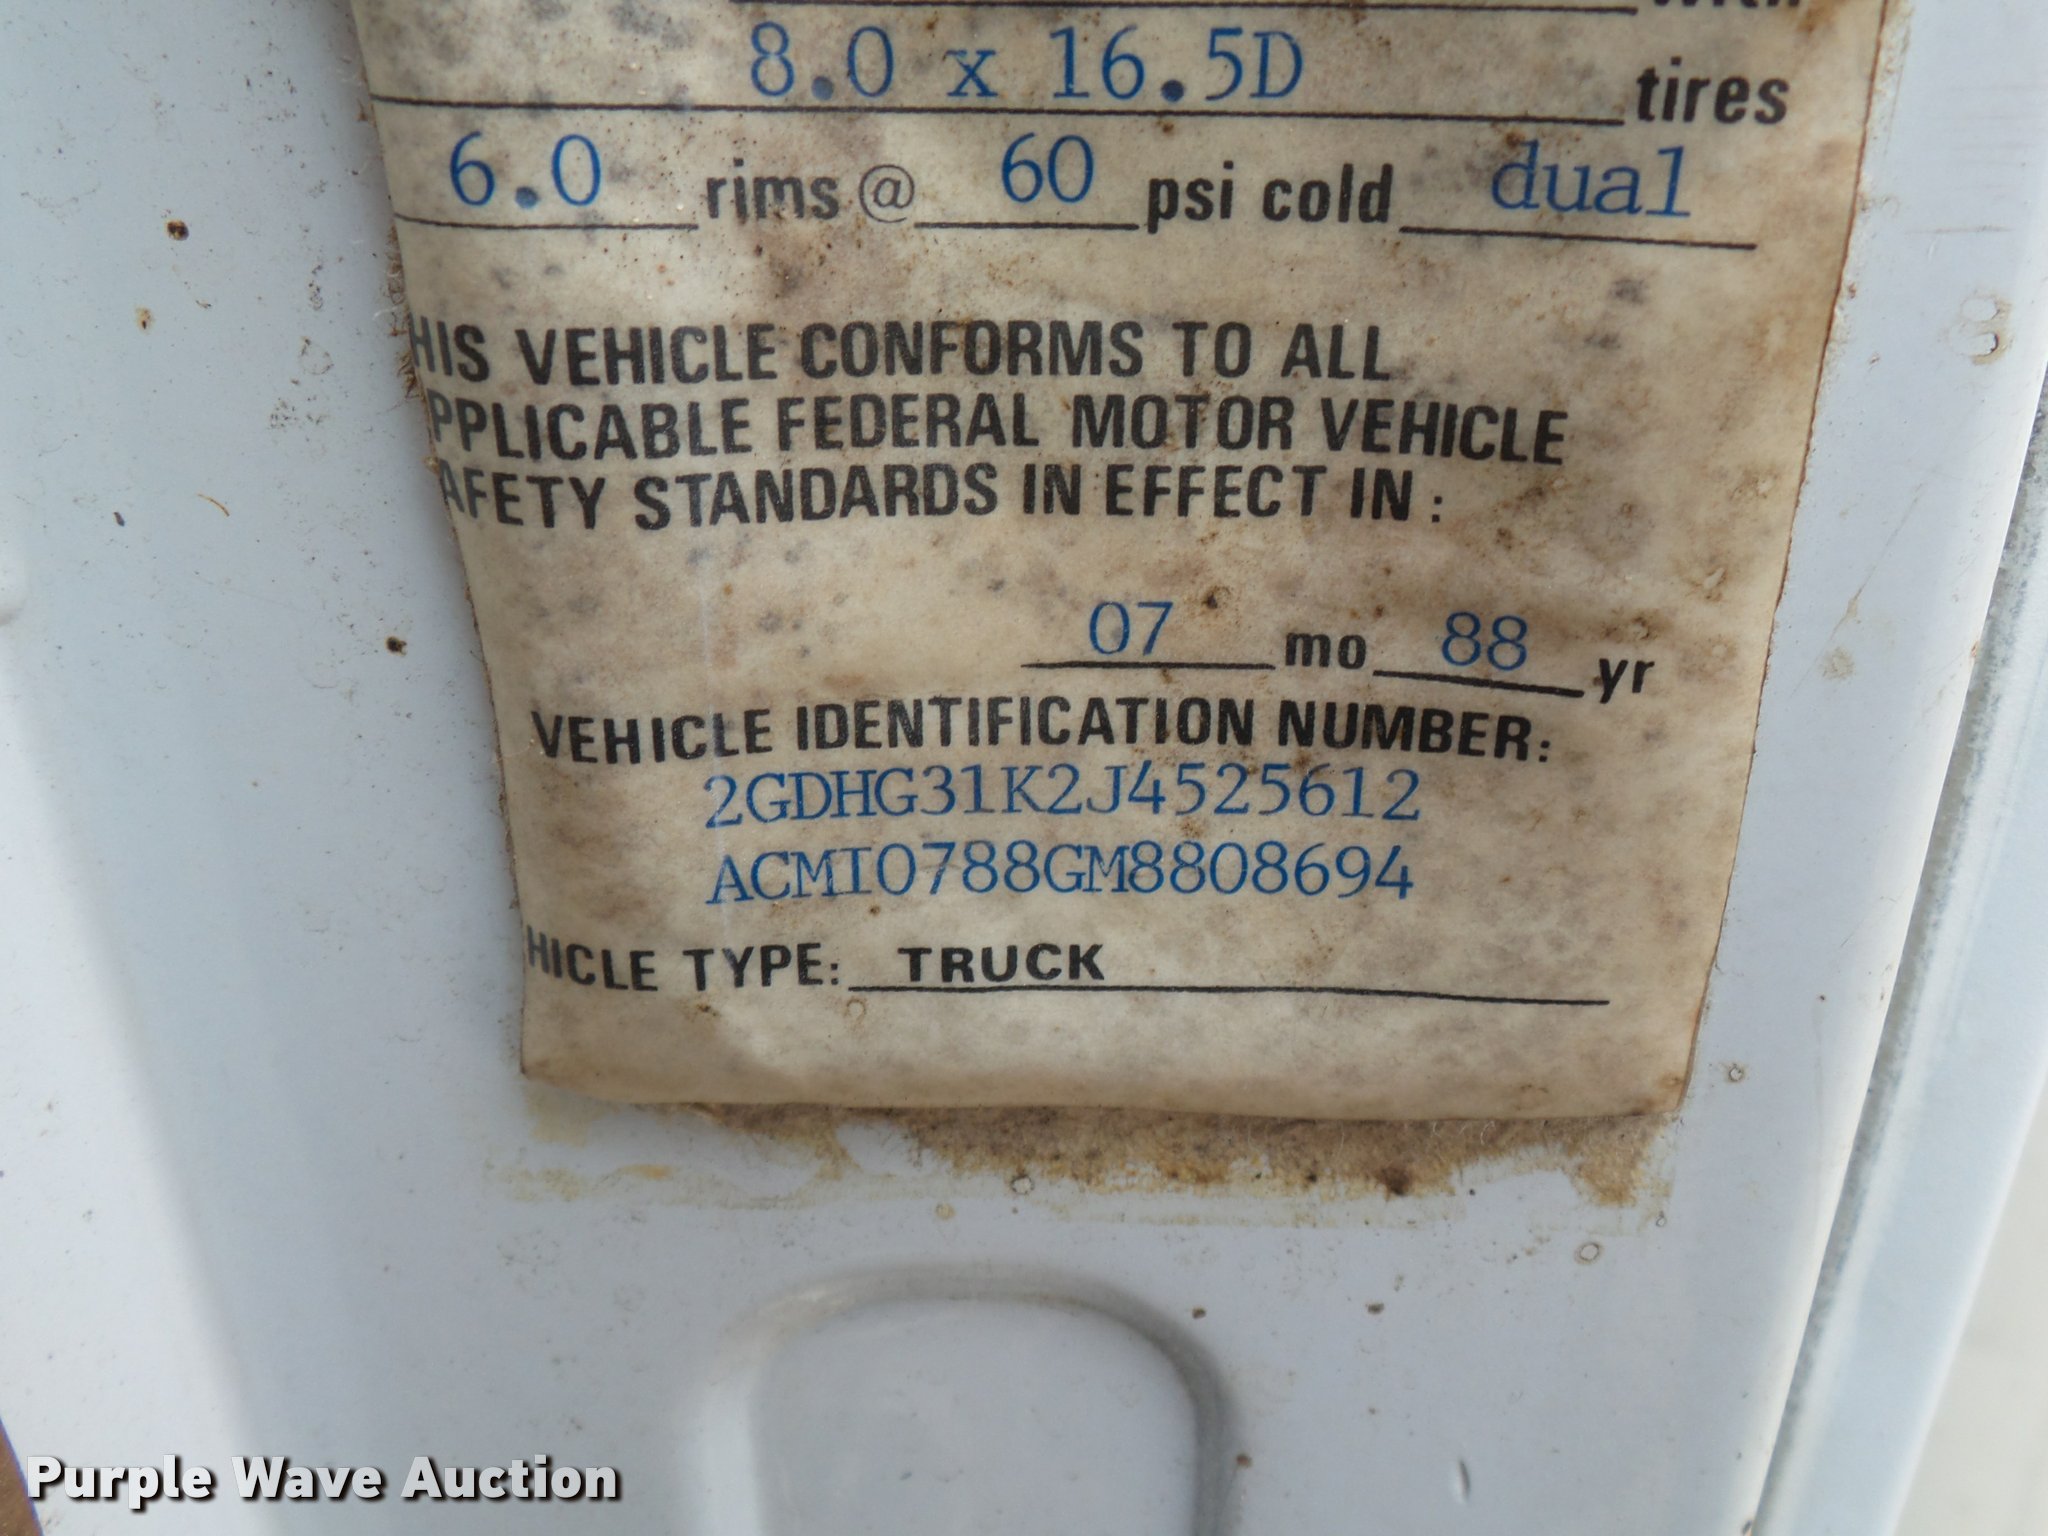 8.0 x 16.5D tires
6.0 rims @ 60 psi cold dual
HIS VEHICLE CONFORMS TO ALL
PPLICABLE FEDERAL MOTOR VEHICLE
AFETY STANDARDS IN EFFECT IN:
07 mo 88 yr
VEHICLE IDENTIFICATION NUMBER:
2GDHG31K2J4525612
ACMI0788GM8808694
HICLE TYPE: TRUCK
Purple Wave Auction